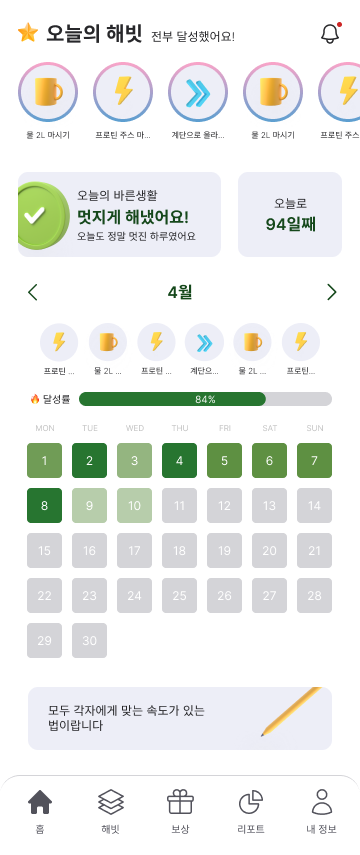 오늘의 해빗 전부 달성했어요!
물 2L 마시기 프로틴 주스 마... 계단으로 올라... 물 2L 마시기 프로틴 주스
오늘의 바른생활
멋지게 해냈어요!
오늘도 정말 멋진 하루였어요
오늘로
94일째
4월
프로틴 ... 물 2L ... 프로틴 ... 계단으... 물 2L ... 프로틴...
달성률 84%
MON TUE WED THU FRI SAT SUN
1 2 3 4 5 6 7
8 9 10 11 12 13 14
15 16 17 18 19 20 21
22 23 24 25 26 27 28
29 30
모두 각자에게 맞는 속도가 있는
법이랍니다
홈 해빗 보상 리포트 내 정보